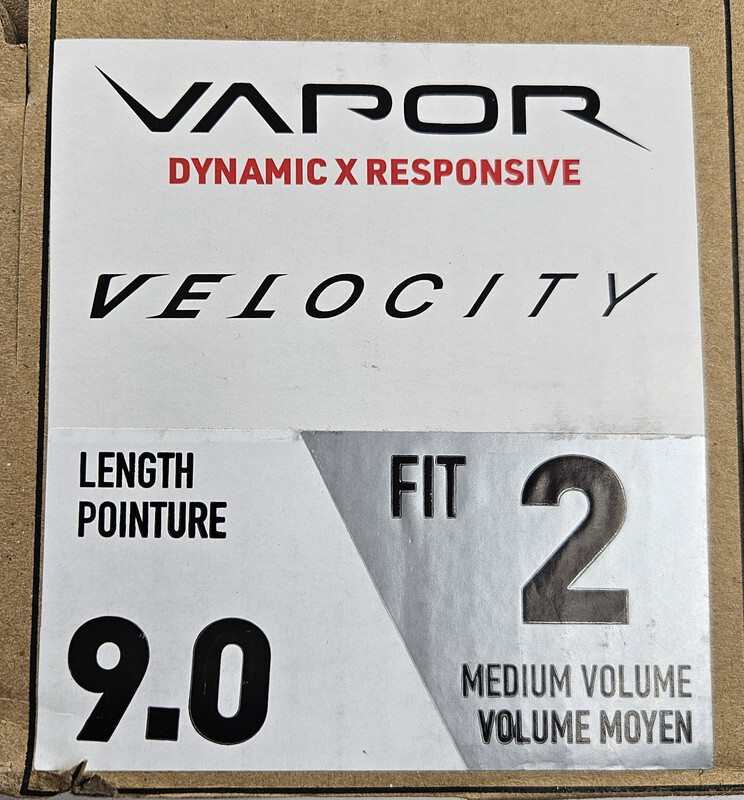 VAPOR
DYNAMIC X RESPONSIVE
VELOCITY
LENGTH
POINTURE
9.0
FIT 2
MEDIUM VOLUME
VOLUME MOYEN